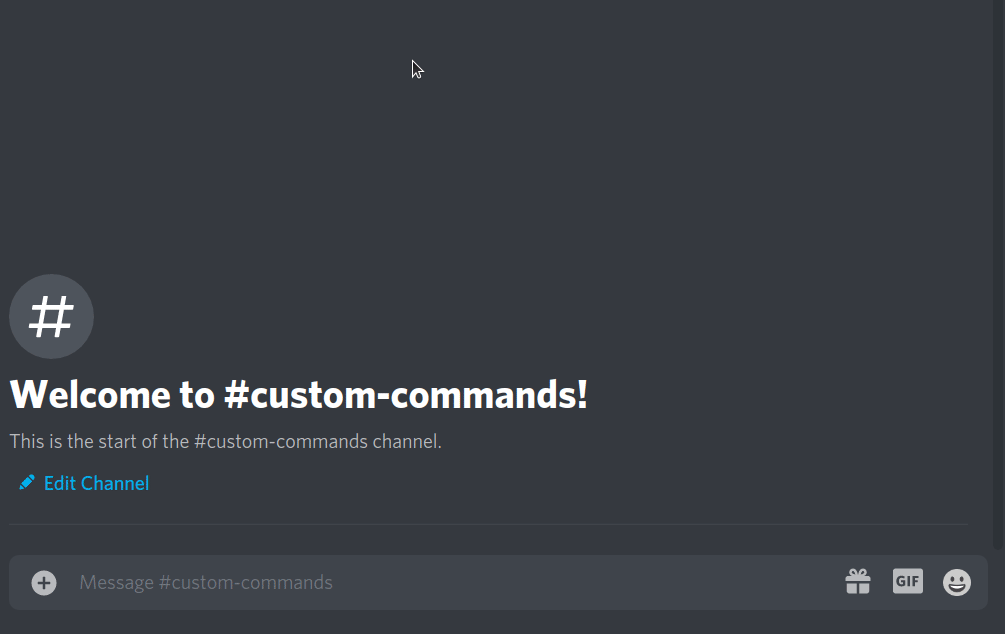 #
Welcome to #custom-commands!
This is the start of the #custom-commands channel.
Edit Channel
Message #custom-commands
GIF